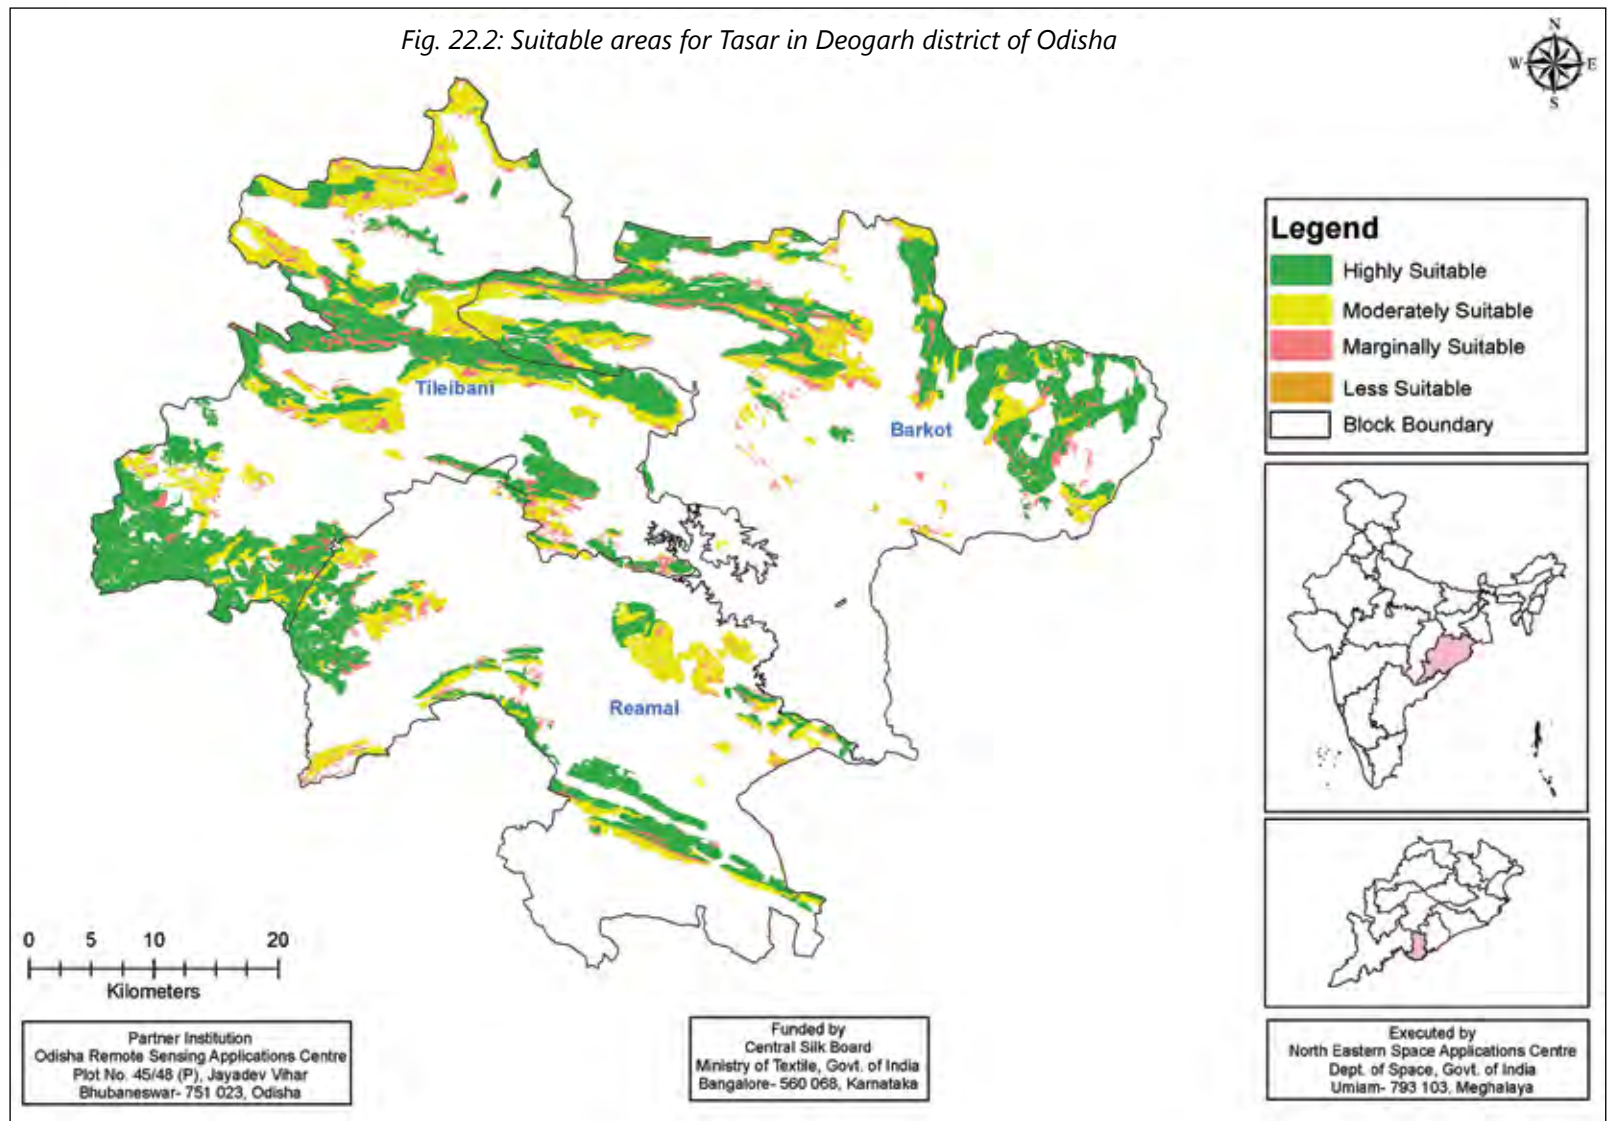 Fig. 22.2: Suitable areas for Tasar in Deogarh district of Odisha
N
W
E
S
Legend
Highly Suitable
Moderately Suitable
Marginally Suitable
Less Suitable
Block Boundary
Tileibani
Barkot
Reamal
0 5 10 20
Kilometers
Partner Institution
Odisha Remote Sensing Applications Centre
Plot No. 45/48 (P), Jayadev Vihar
Bhubaneswar- 751 023, Odisha
Funded by
Central Silk Board
Ministry of Textile, Govt. of India
Bangalore- 560 068, Karnataka
Executed by
North Eastern Space Applications Centre
Dept. of Space, Govt. of India
Umiam- 793 103, Meghalaya